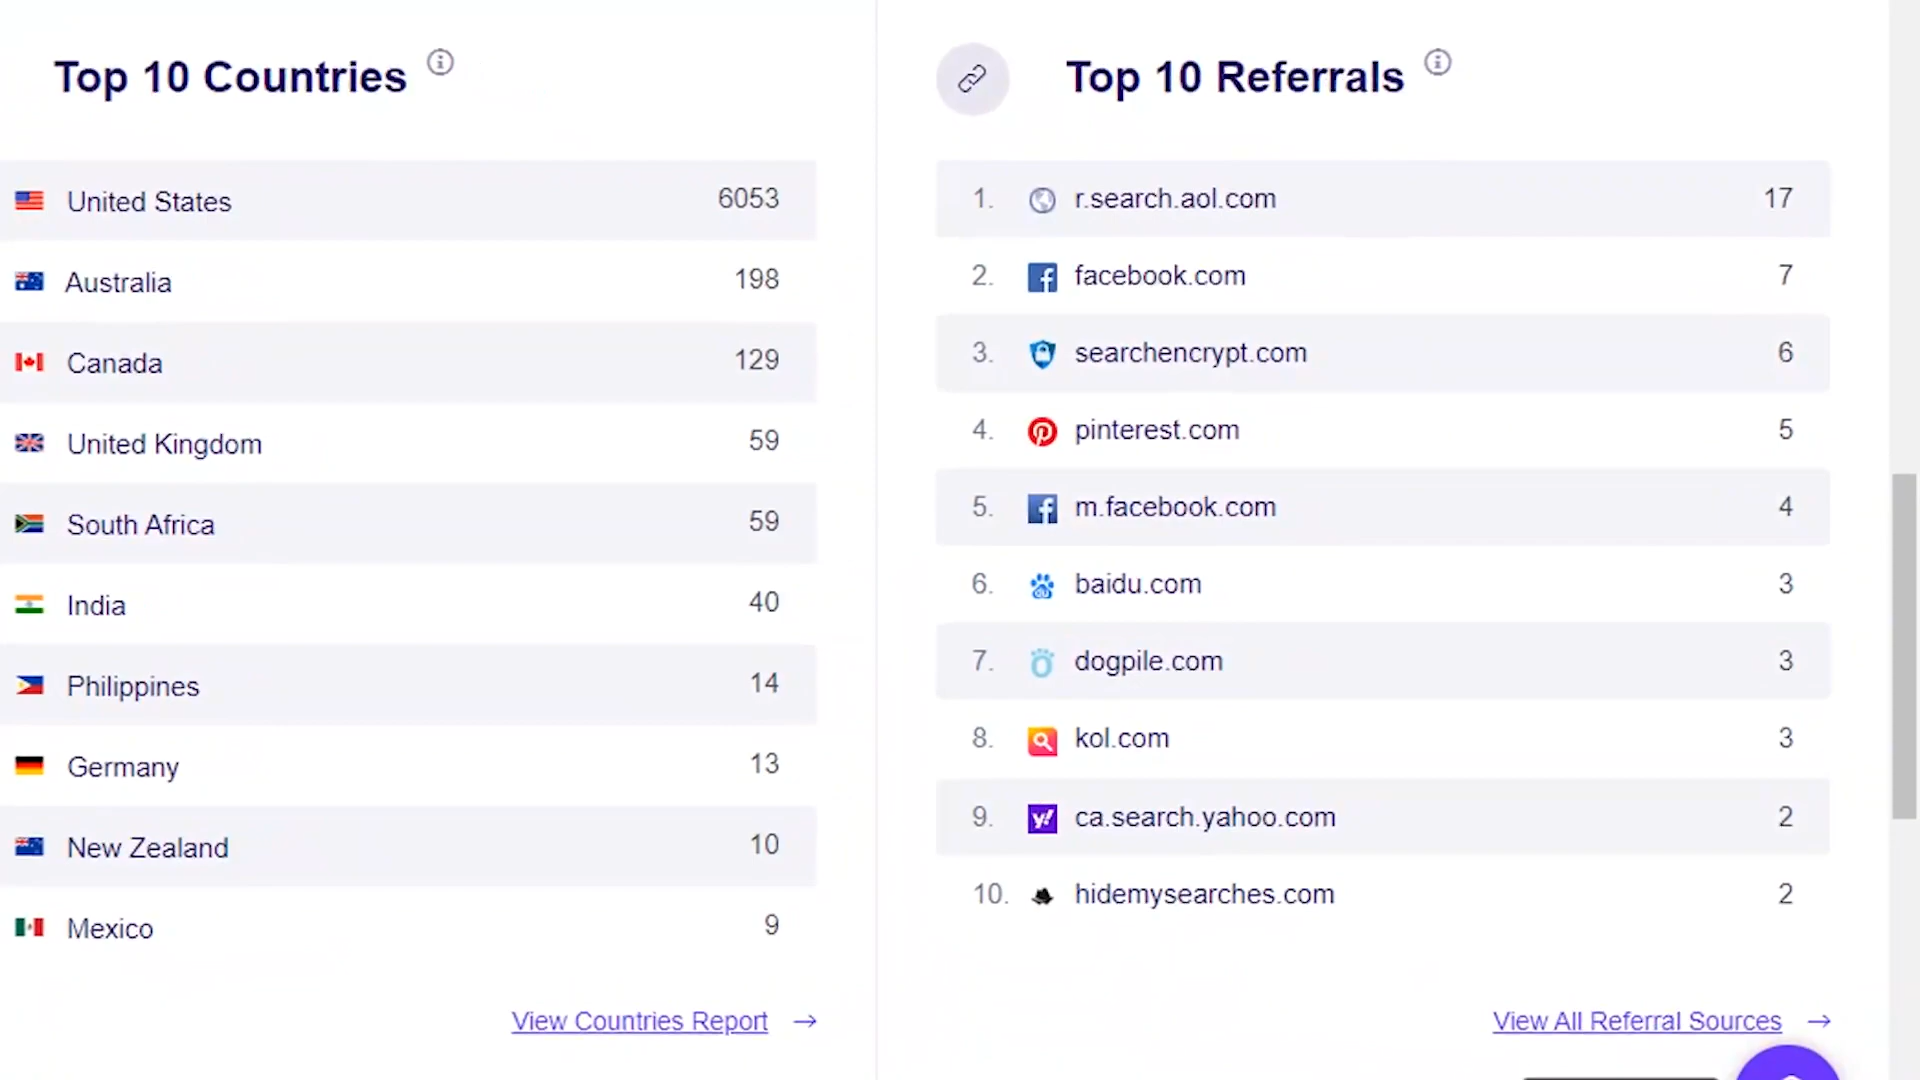 Top 10 Countries
United States 6053
Australia 198
Canada 129
United Kingdom 59
South Africa 59
India 40
Philippines 14
Germany 13
New Zealand 10
Mexico 9
View Countries Report →
Top 10 Referrals
1. r.search.aol.com 17
2. facebook.com 7
3. searchencrypt.com 6
4. pinterest.com 5
5. m.facebook.com 4
6. baidu.com 3
7. dogpile.com 3
8. kol.com 3
9. ca.search.yahoo.com 2
10. hidemysearches.com 2
View All Referral Sources →